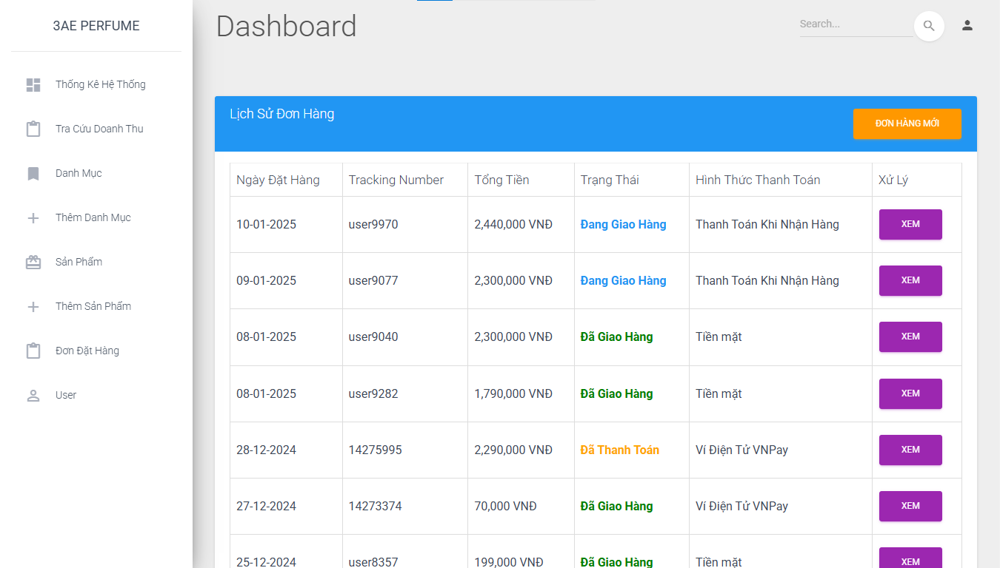 3AE PERFUME
Thống Kê Hệ Thống
Tra Cứu Doanh Thu
Danh Mục
Thêm Danh Mục
Sản Phẩm
Thêm Sản Phẩm
Đơn Đặt Hàng
User
Dashboard
Search...
Lịch Sử Đơn Hàng
ĐƠN HÀNG MỚI
Ngày Đặt Hàng Tracking Number Tổng Tiền Trạng Thái Hình Thức Thanh Toán Xử Lý
10-01-2025 user9970 2,440,000 VNĐ Đang Giao Hàng Thanh Toán Khi Nhận Hàng XEM
09-01-2025 user9077 2,300,000 VNĐ Đang Giao Hàng Thanh Toán Khi Nhận Hàng XEM
08-01-2025 user9040 2,300,000 VNĐ Đã Giao Hàng Tiền mặt XEM
08-01-2025 user9282 1,790,000 VNĐ Đã Giao Hàng Tiền mặt XEM
28-12-2024 14275995 2,290,000 VNĐ Đã Thanh Toán Ví Điện Tử VNPay XEM
27-12-2024 14273374 70,000 VNĐ Đã Giao Hàng Ví Điện Tử VNPay XEM
25-12-2024 user8357 199,000 VNĐ Đã Giao Hàng Tiền mặt XEM